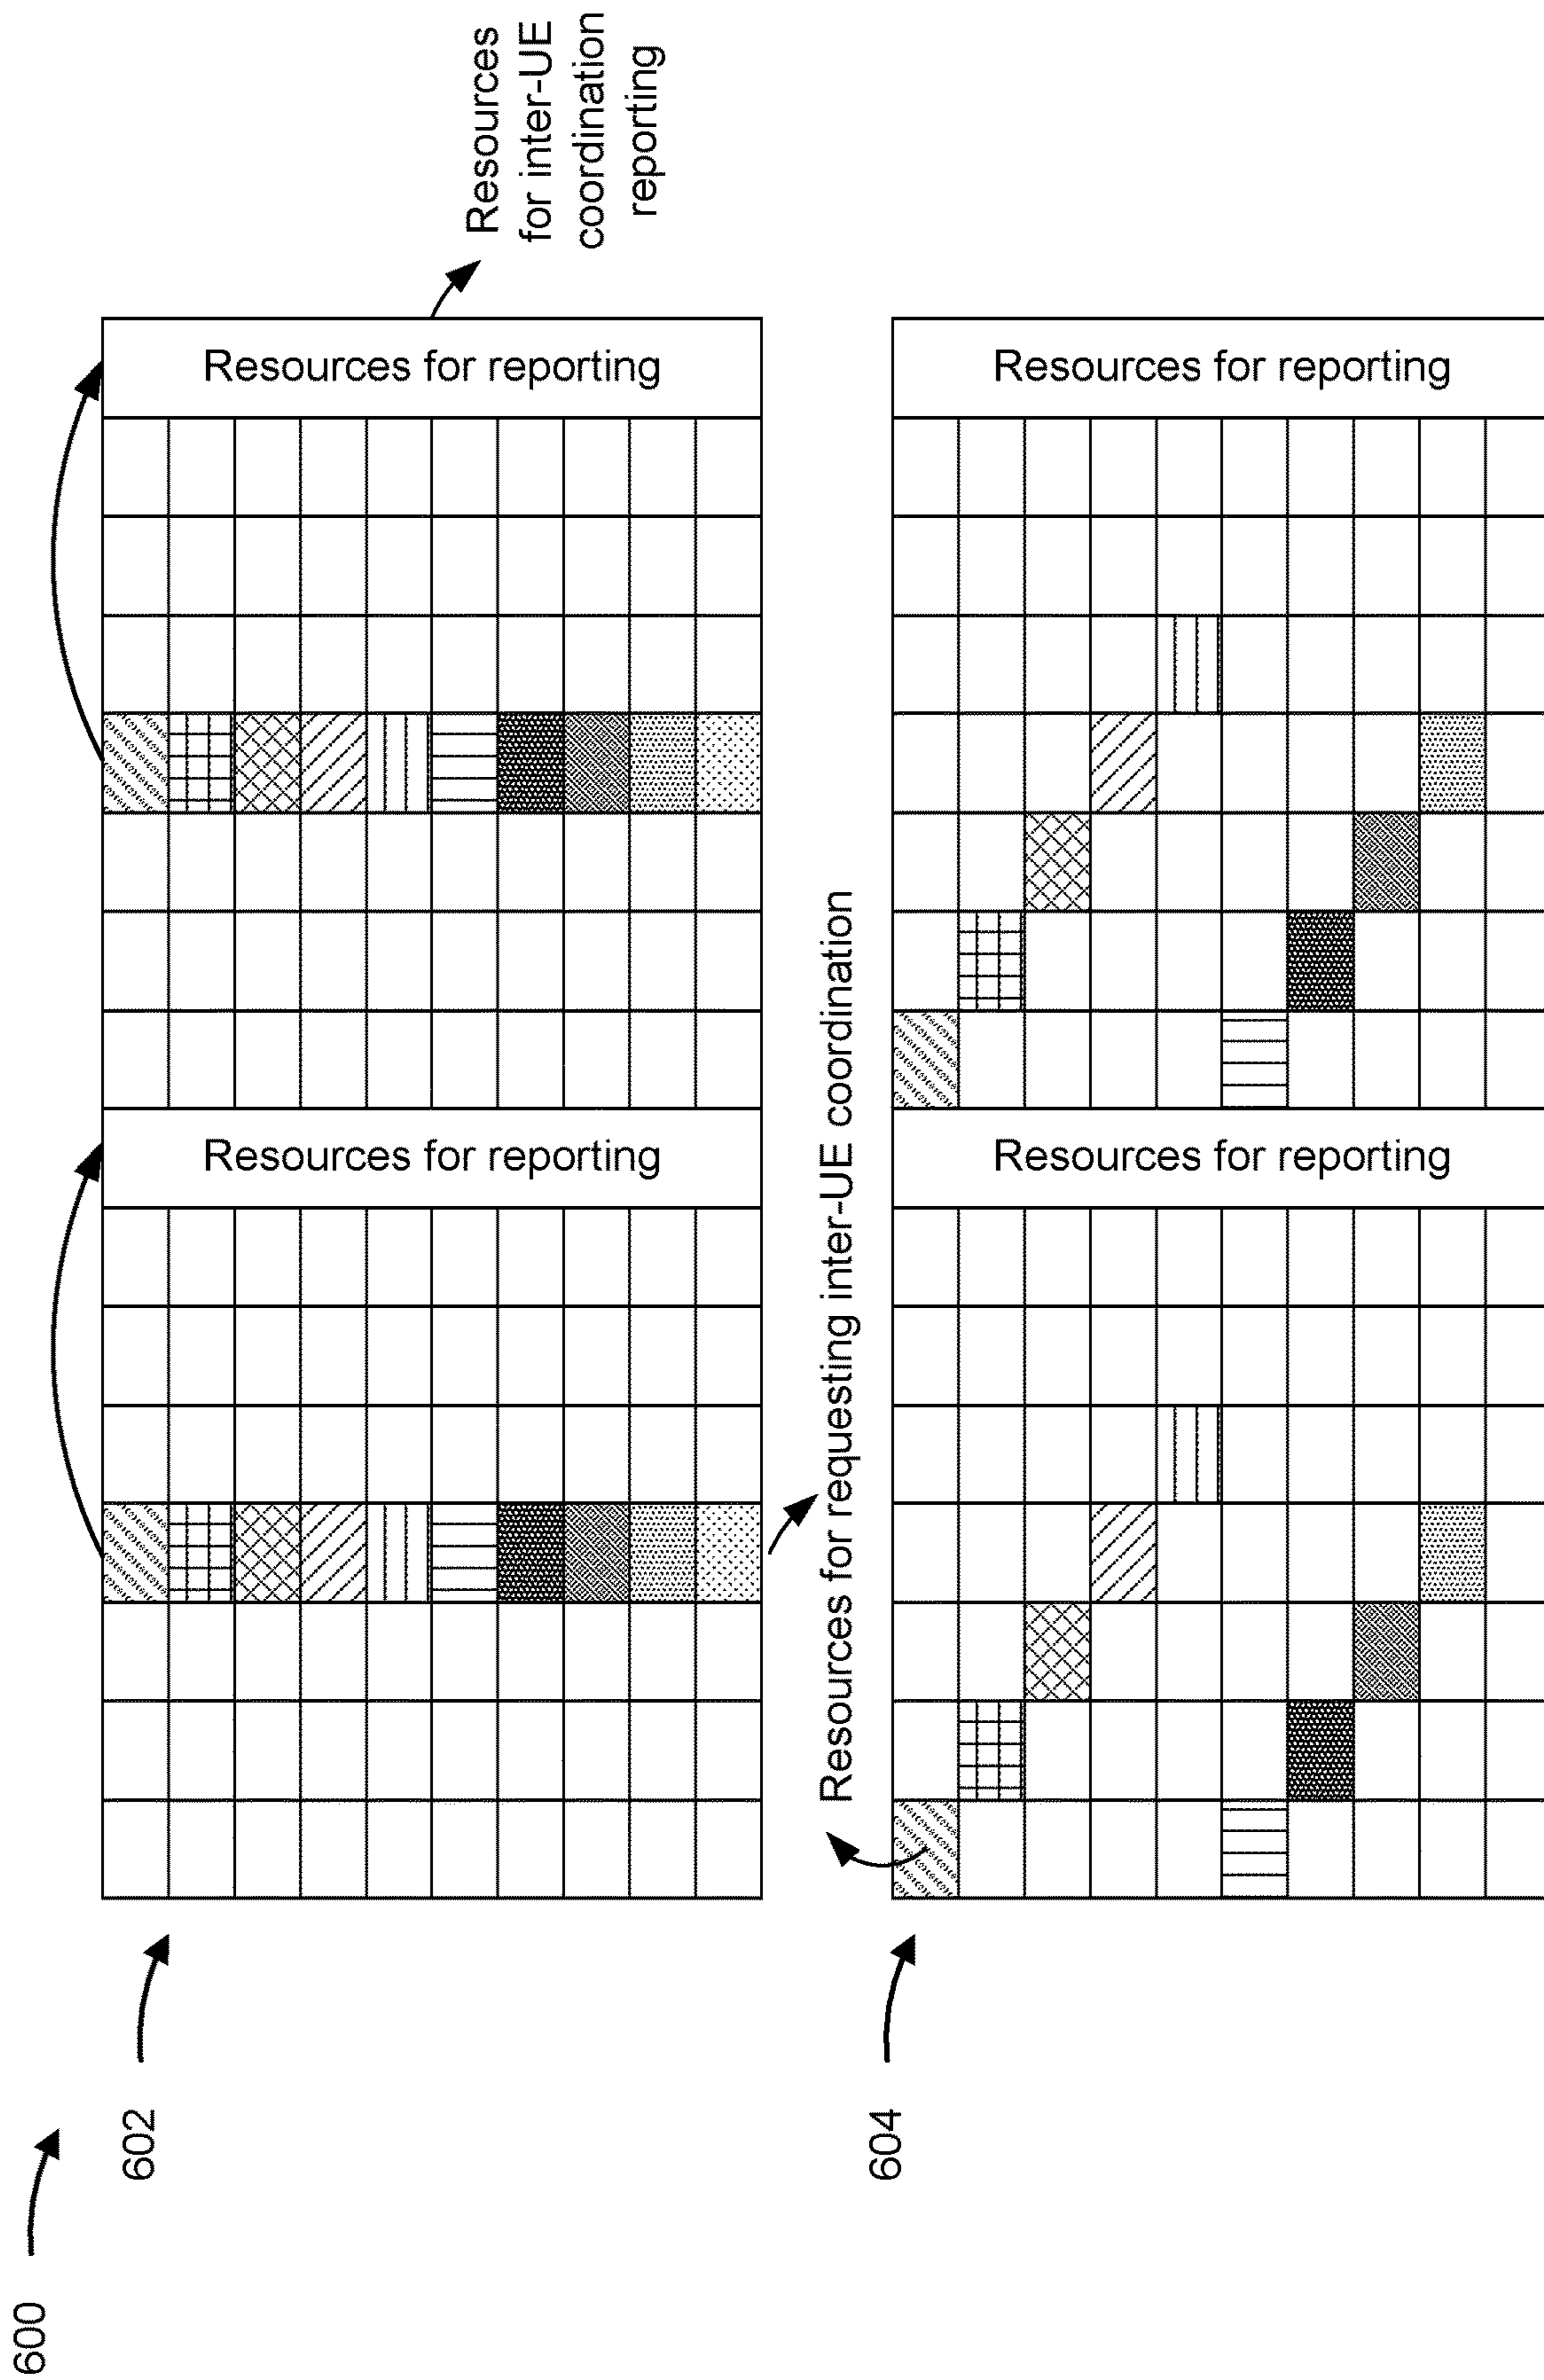 600
602
Resources for reporting
Resources for reporting
Resources
for inter-UE
coordination
reporting
Resources for requesting inter-UE coordination
604
Resources for reporting
Resources for reporting